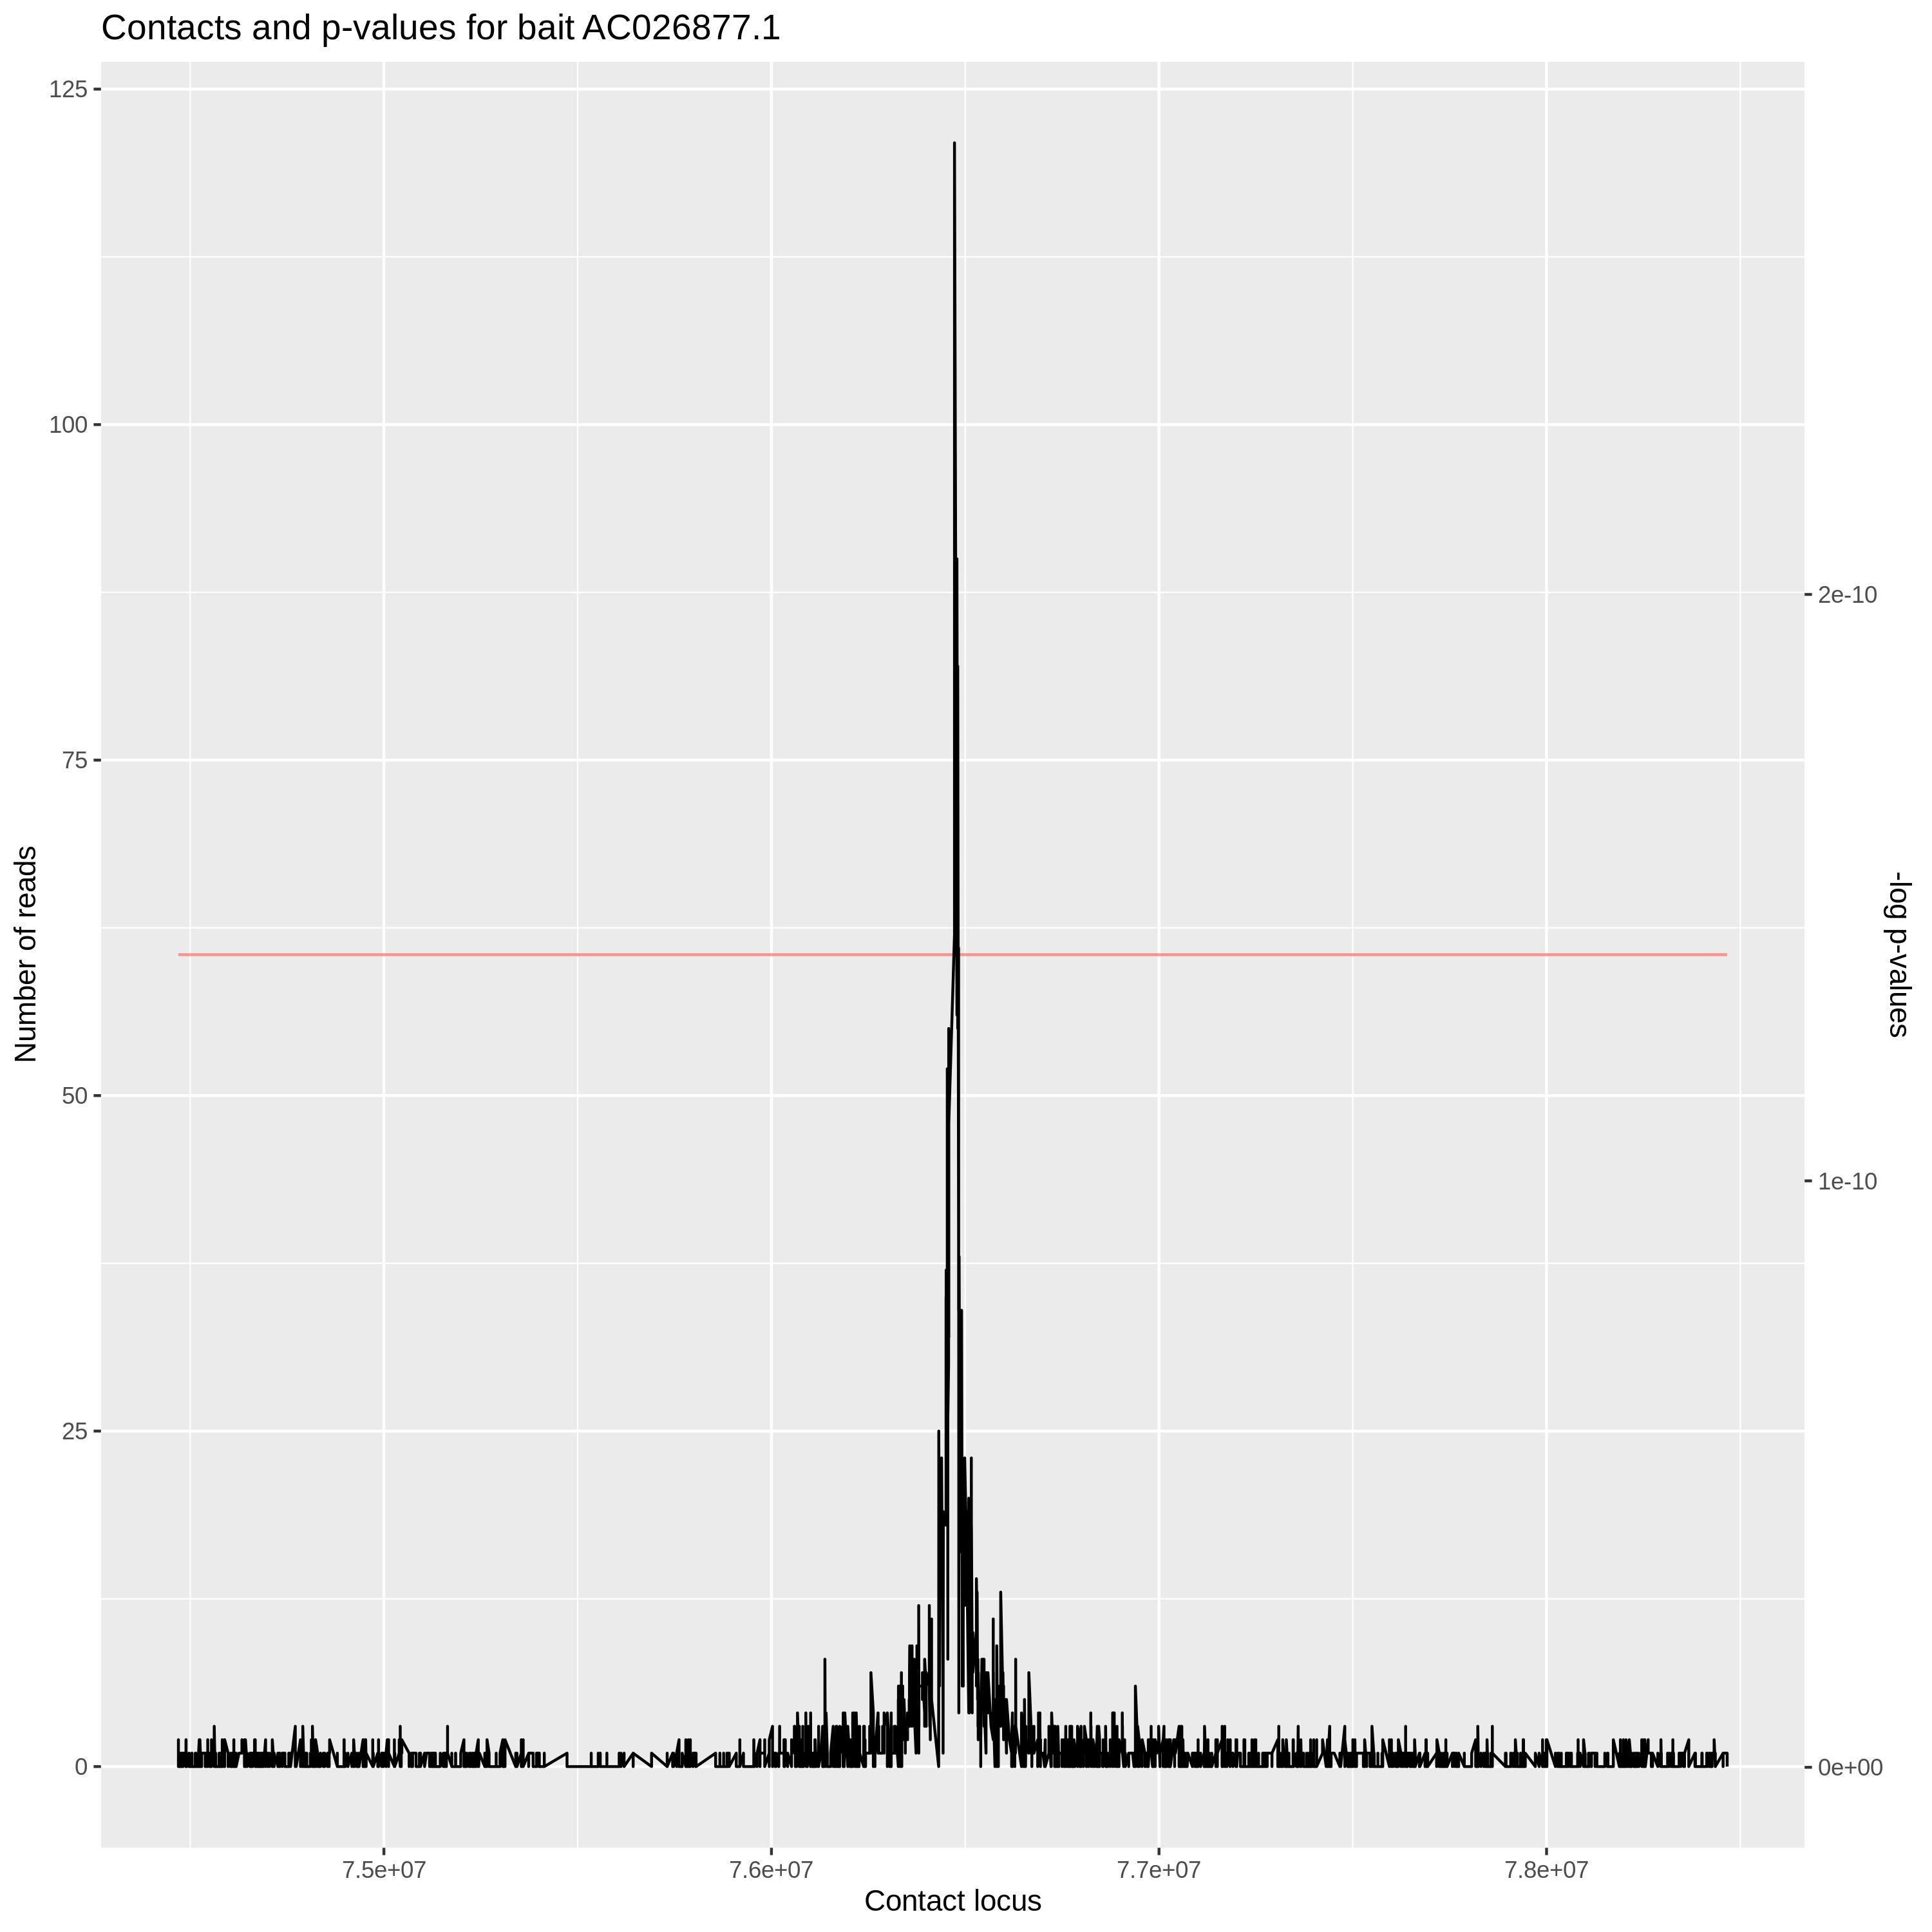 Contacts and p-values for bait AC026877.1
125
100
75
50
25
0
Number of reads
2e-10
1e-10
0e+00
-log p-values
7.5e+07
7.6e+07
7.7e+07
7.8e+07
Contact locus